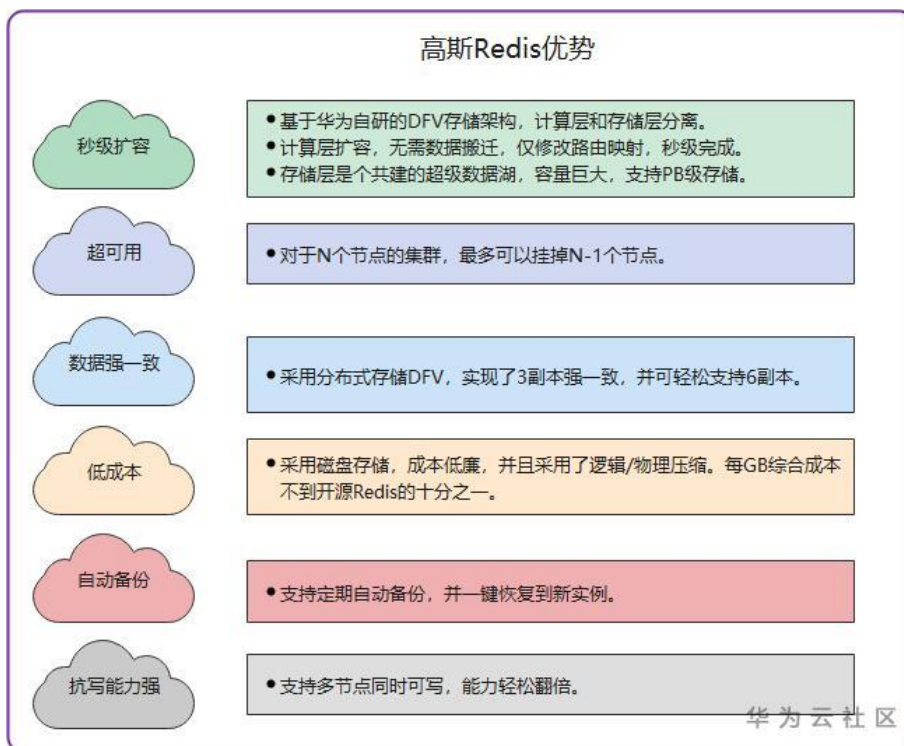 高斯Redis优势
秒级扩容
●基于华为自研的DFV存储架构，计算层和存储层分离。
●计算层扩容，无需数据搬迁，仅修改路由映射，秒级完成。
●存储层是个共建的超级数据湖，容量巨大，支持PB级存储。
超可用
●对于N个节点的集群，最多可以挂掉N-1个节点。
数据强一致
●采用分布式存储DFV，实现了3副本强一致，并可轻松支持6副本。
低成本
●采用磁盘存储，成本低廉，并且采用了逻辑/物理压缩。每GB综合成本
不到开源Redis的十分之一。
自动备份
●支持定期自动备份，并一键恢复到新实例。
抗写能力强
●支持多节点同时可写，能力轻松翻倍。
华为云社区